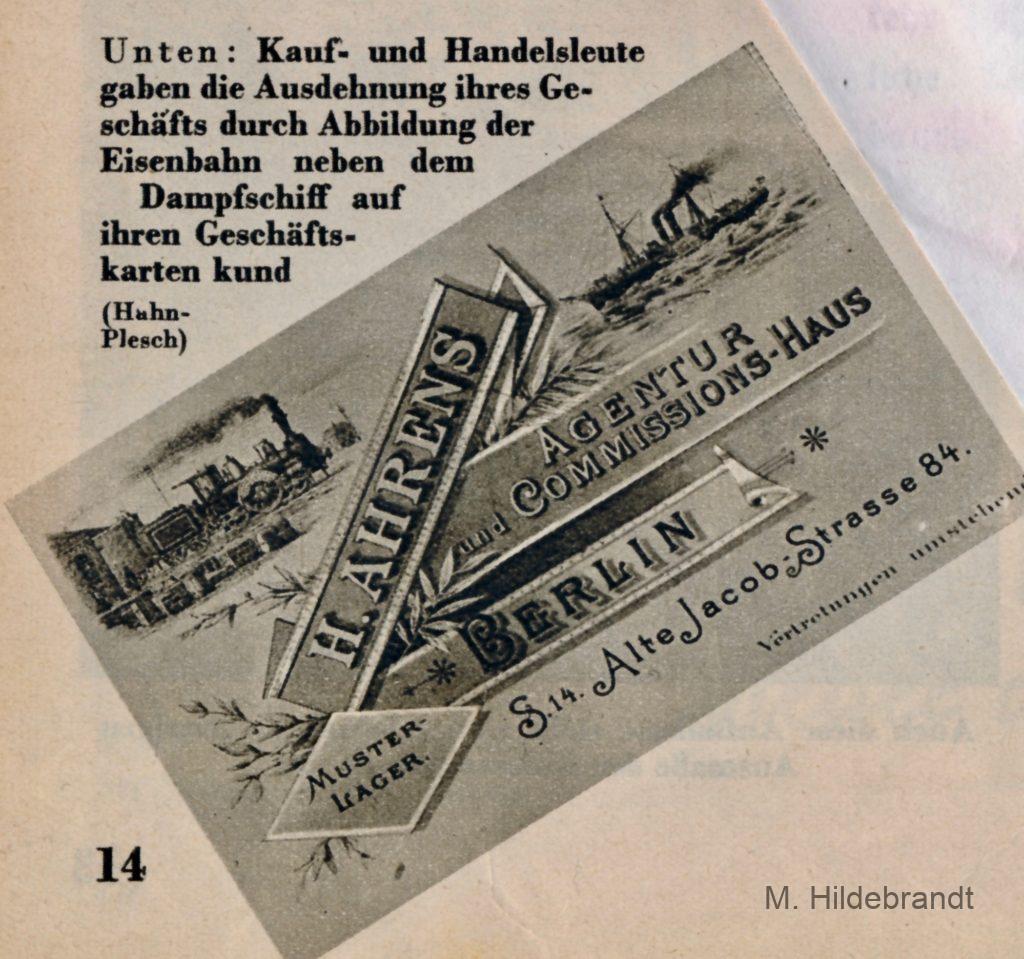 Unten: Kauf- und Handelsleute
gaben die Ausdehnung ihres Ge-
schäfts durch Abbildung der
Eisenbahn neben dem
Dampfschiff auf
ihren Geschäfts-
karten kund
(Hahn-
Plesch)
H. AHRENS
AGENTUR
und COMMISSIONS-HAUS
BERLIN
S.14. Alte Jacob-Strasse 84.
Vertretungen umstehend
MUSTER-
LAGER.
14
M. Hildebrandt